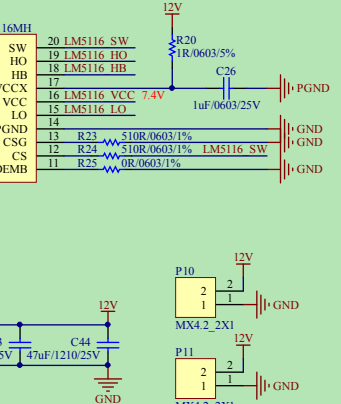 12V
16MH
R20
1R/0603/5%
SW 20 LM5116_SW
HO 19 LM5116_HO
HB 18 LM5116_HB
C26
VCCX 17
PGND
VCC 16 LM5116_VCC 7.4V
1uF/0603/25V
LO 15 LM5116_LO
PGND 14 GND
CSG 13 R23 510R/0603/1% GND
CS 12 R24 510R/0603/1% LM5116_SW
DEMB 11 R25 0R/0603/1% GND
12V
P10
2 2
1 1 GND
MX4.2_2X1
12V
12V
C44
5V 47uF/1210/25V
P11
2 2
1 1 GND
GND
MX4.2_2X1